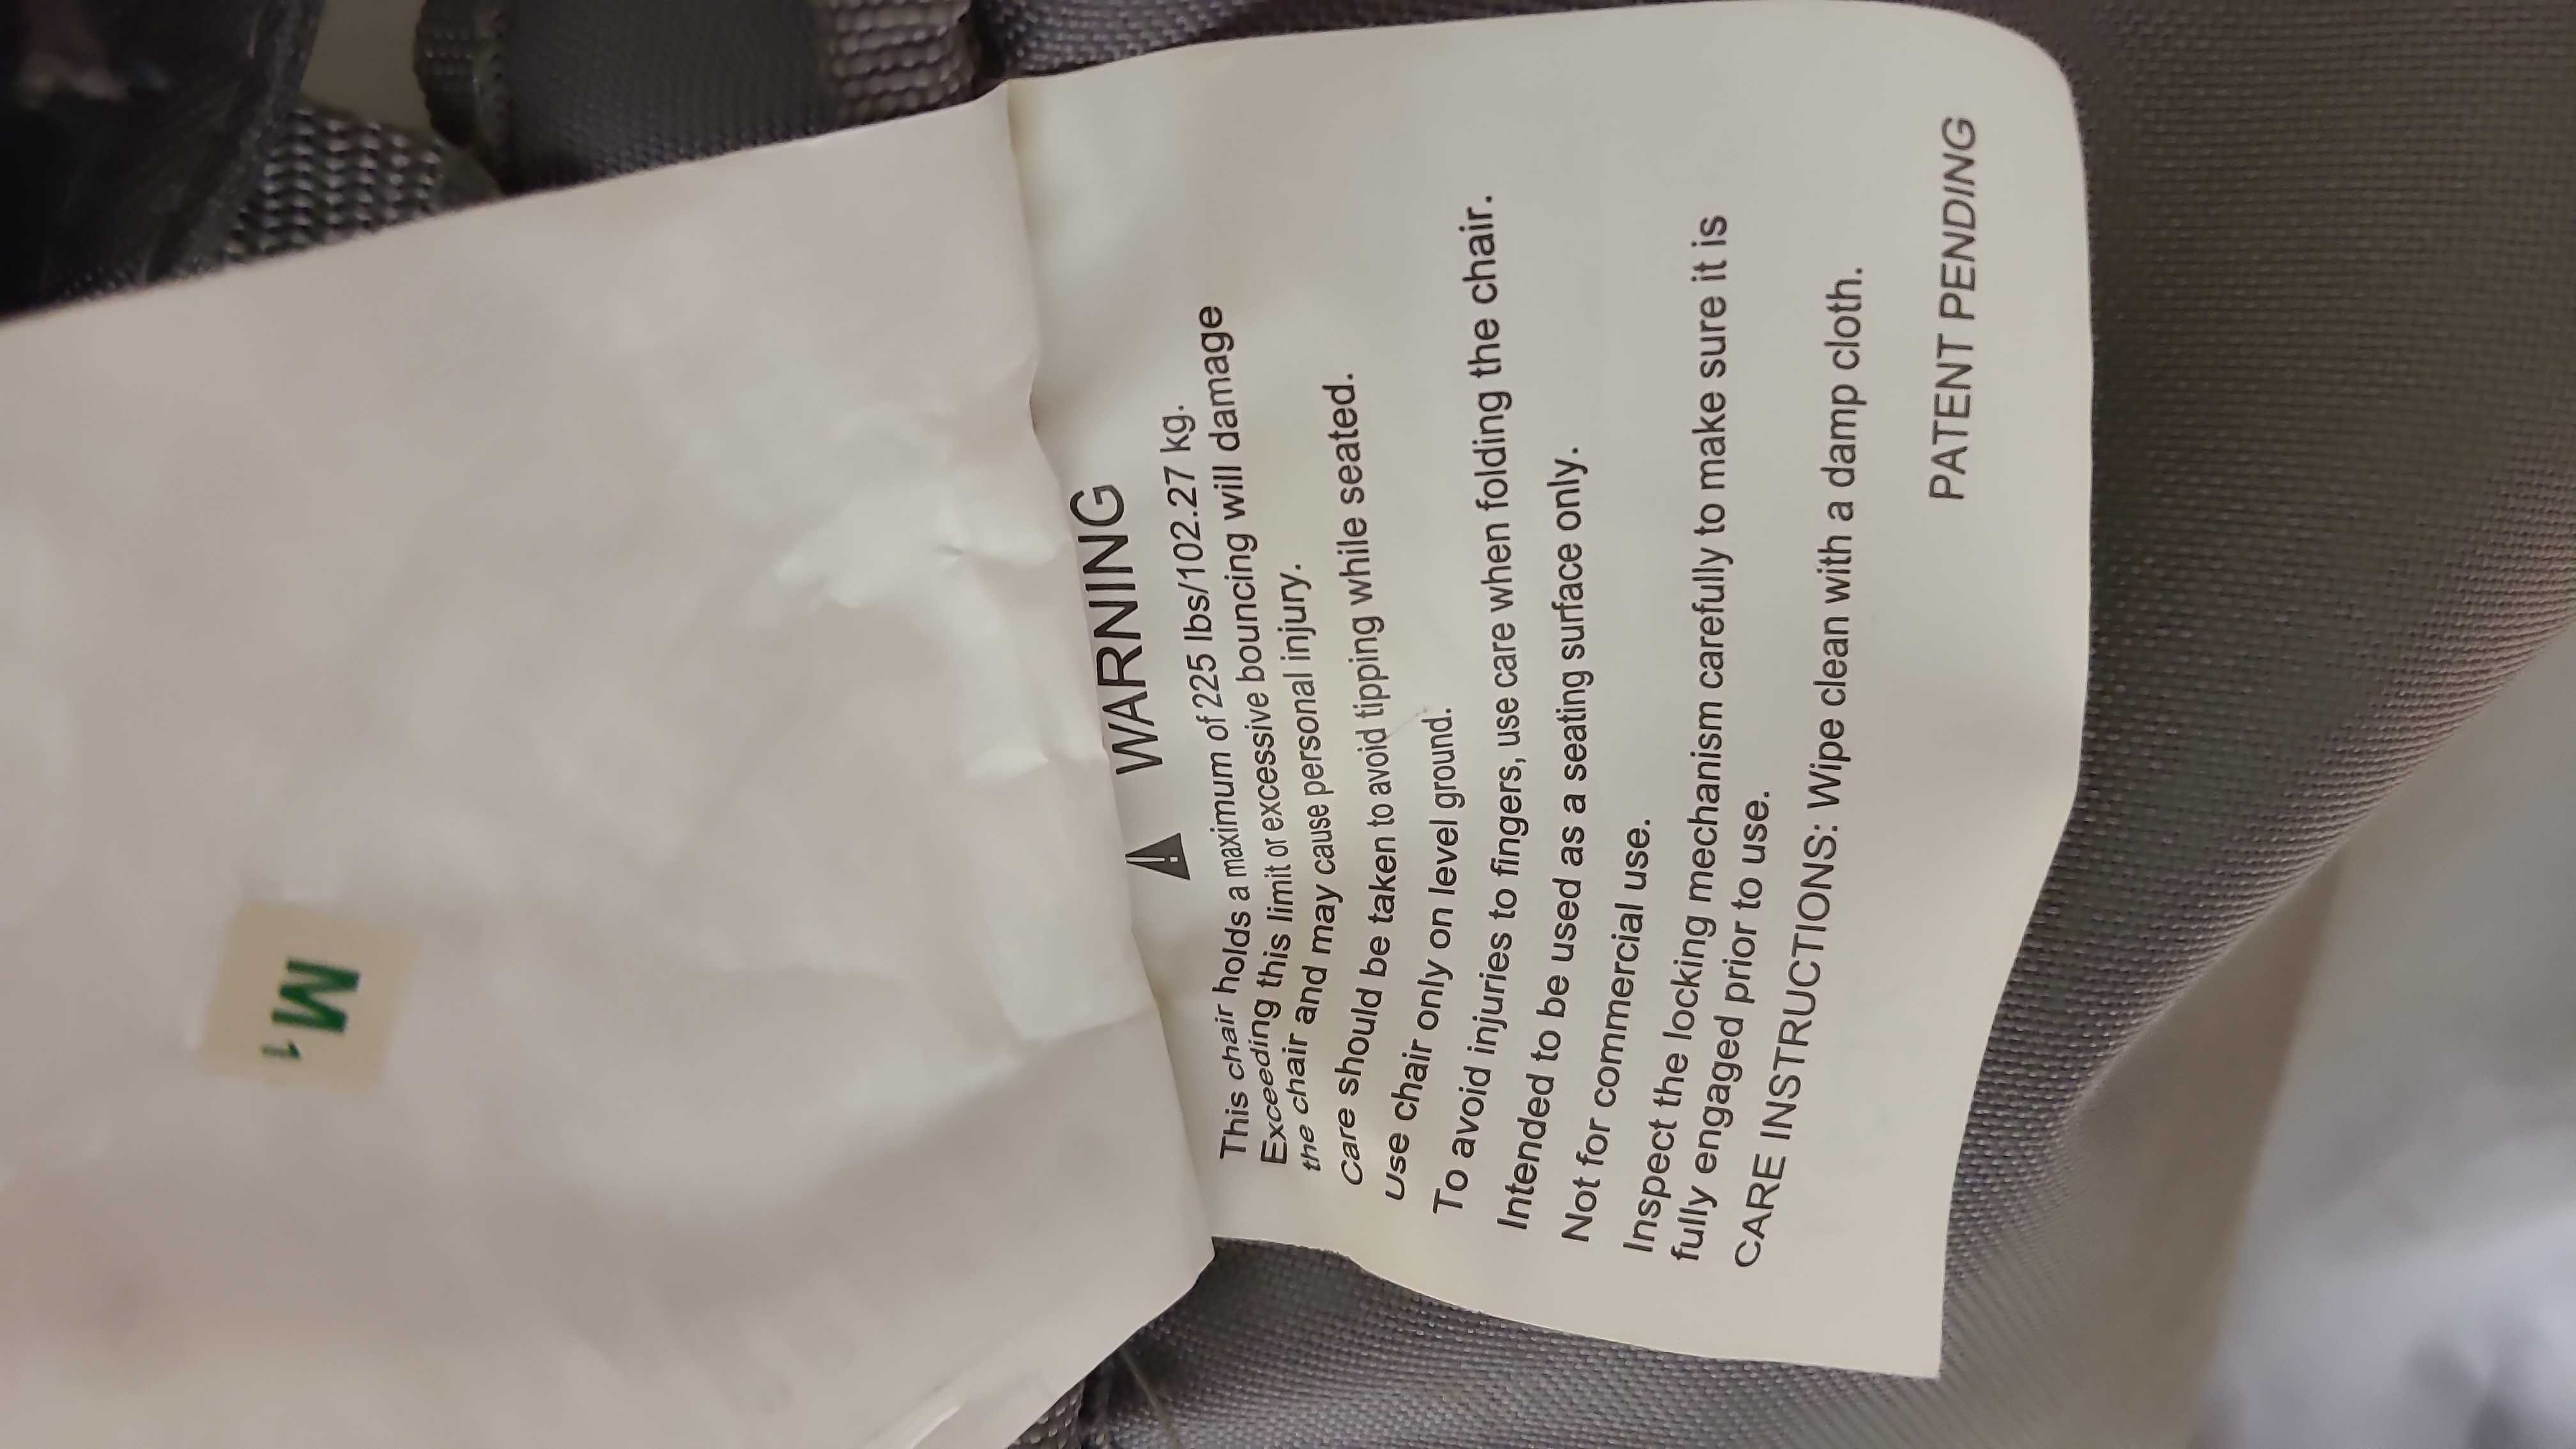 M1
WARNING
This chair holds a maximum of 225 lbs/102.27 kg.
Exceeding this limit or excessive bouncing will damage
the chair and may cause personal injury.
Care should be taken to avoid tipping while seated.
Use chair only on level ground.
To avoid injuries to fingers, use care when folding the chair.
Intended to be used as a seating surface only.
Not for commercial use.
Inspect the locking mechanism carefully to make sure it is
fully engaged prior to use.
CARE INSTRUCTIONS: Wipe clean with a damp cloth.
PATENT PENDING